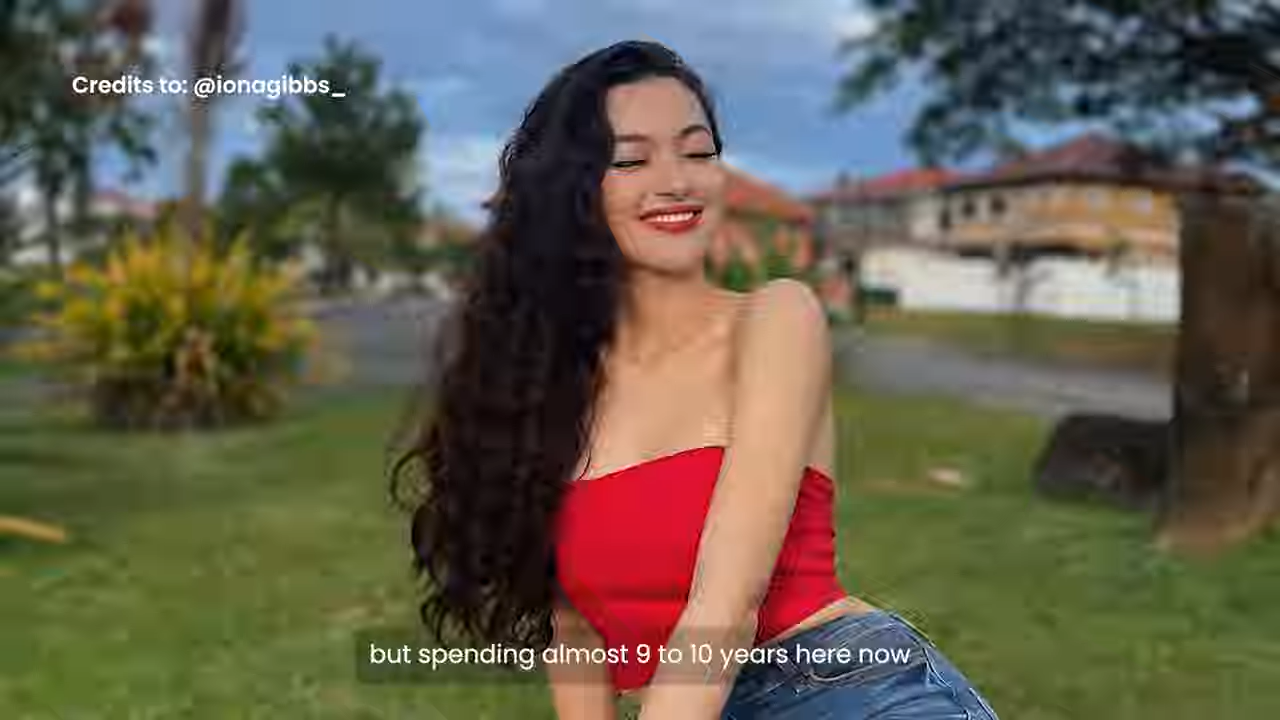 Credits to: @ionagibbs_
but spending almost 9 to 10 years here now